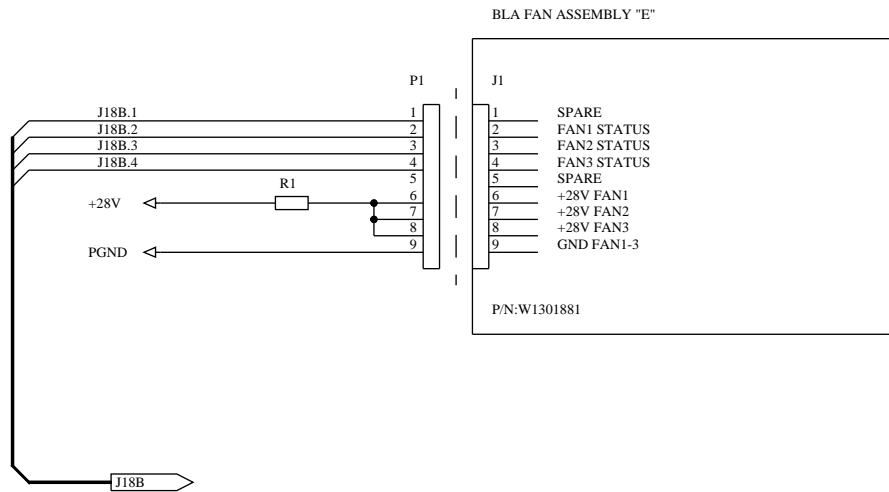 BLA FAN ASSEMBLY "E"
P1
J1
J18B.1
1
1
SPARE
J18B.2
2
2
FAN1 STATUS
J18B.3
3
3
FAN2 STATUS
J18B.4
4
4
FAN3 STATUS
5
5
SPARE
R1
+28V
6
6
+28V FAN1
7
7
+28V FAN2
8
8
+28V FAN3
PGND
9
9
GND FAN1-3
P/N:W1301881
J18B